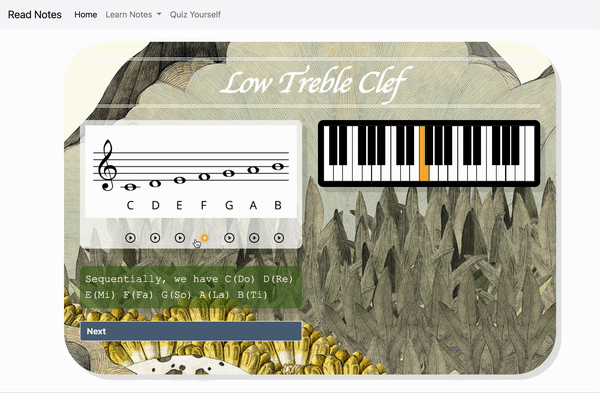 Read Notes Home Learn Notes Quiz Yourself
Low Treble Clef
C D E F G A B
Sequentially, we have C(Do) D(Re)
E(Mi) F(Fa) G(So) A(La) B(Ti)
Next